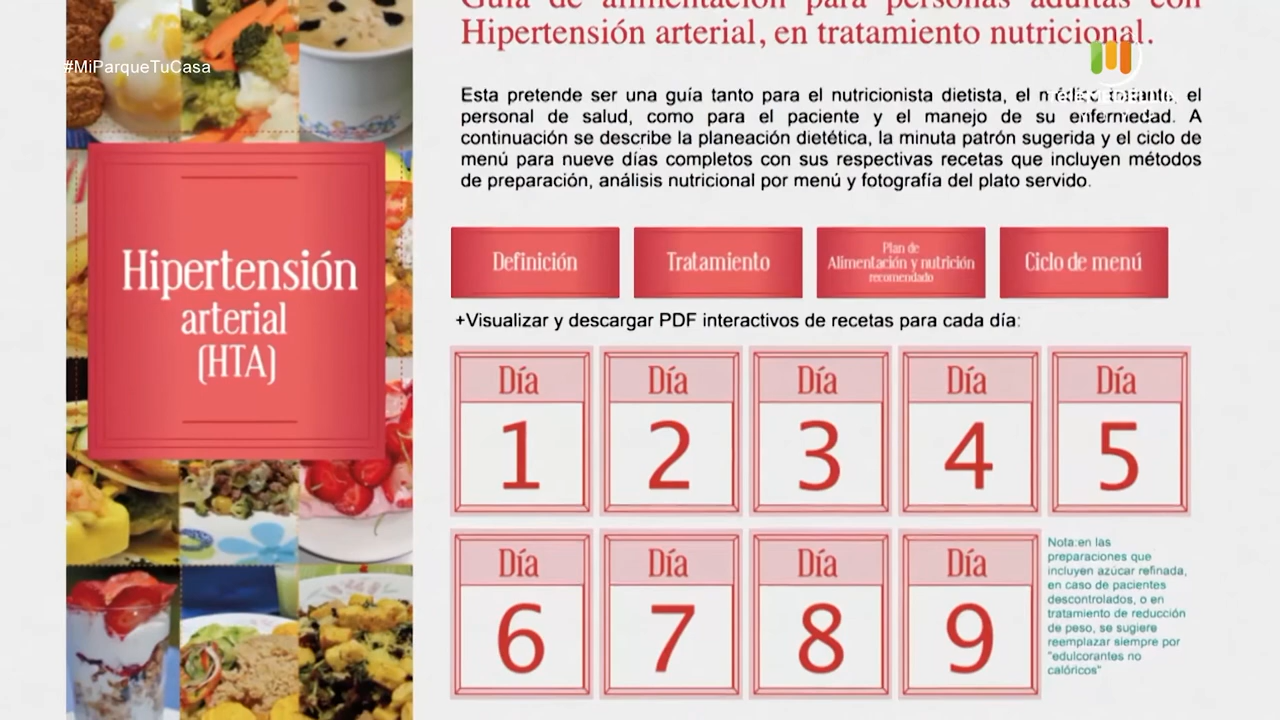 Guía de alimentación para personas adultas con
Hipertensión arterial, en tratamiento nutricional.
#MiParqueTuCasa
Esta pretende ser una guía tanto para el nutricionista dietista, el médico tratante, el
personal de salud, como para el paciente y el manejo de su enfermedad. A
continuación se describe la planeación dietética, la minuta patrón sugerida y el ciclo de
menú para nueve días completos con sus respectivas recetas que incluyen métodos
de preparación, análisis nutricional por menú y fotografía del plato servido.
Hipertensión
arterial
(HTA)
Definición
Tratamiento
Plan de
Alimentación y nutrición
recomendado
Ciclo de menú
+Visualizar y descargar PDF interactivos de recetas para cada día:
Día
1
Día
2
Día
3
Día
4
Día
5
Día
6
Día
7
Día
8
Día
9
Nota:en las
preparaciones que
incluyen azúcar refinada,
en caso de pacientes
descontrolados, o en
tratamiento de reducción
de peso, se sugiere
reemplazar siempre por
"edulcorantes no
calóricos"